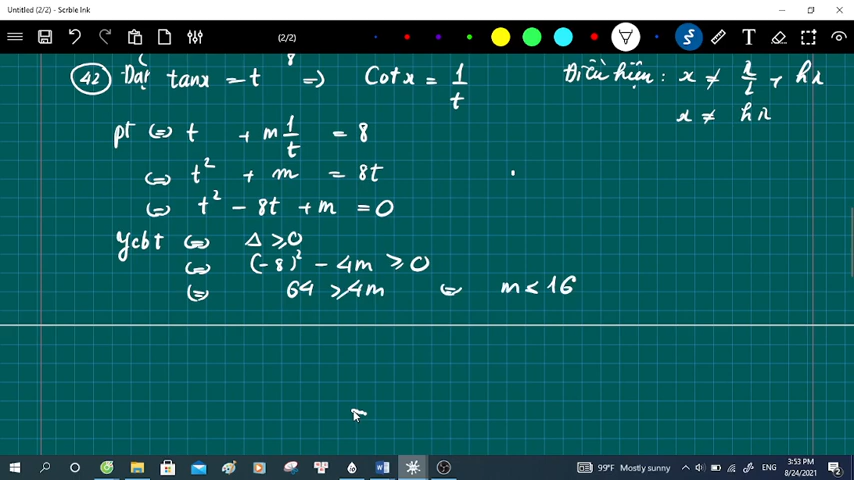 Untitled (2/2) - Scrble Ink
(2/2)
T
42 Đặt tanx = t ⇒ Cotx = 1/t Điều kiện: x ≠ π/2 + kπ
x ≠ kπ
pt ⇔ t + m 1/t = 8
⇔ t² + m = 8t
⇔ t² - 8t + m = 0
Ycbt ⇔ Δ ≥ 0
⇔ (-8)² - 4m ≥ 0
⇔ 64 ≥ 4m ⇔ m ≤ 16
99°F Mostly sunny ENG 3:53 PM
8/24/2021